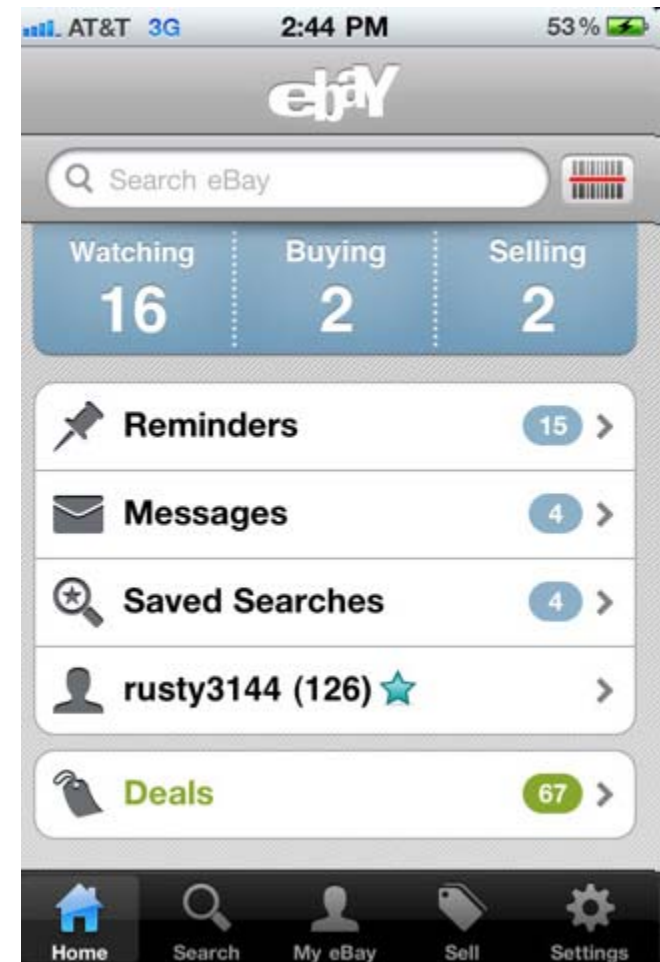 AT&T 3G 2:44 PM 53%
ebaY
Search eBay
Watching Buying Selling
16 2 2
Reminders 15
Messages 4
Saved Searches 4
rusty3144 (126)
Deals 67
Home Search My eBay Sell Settings